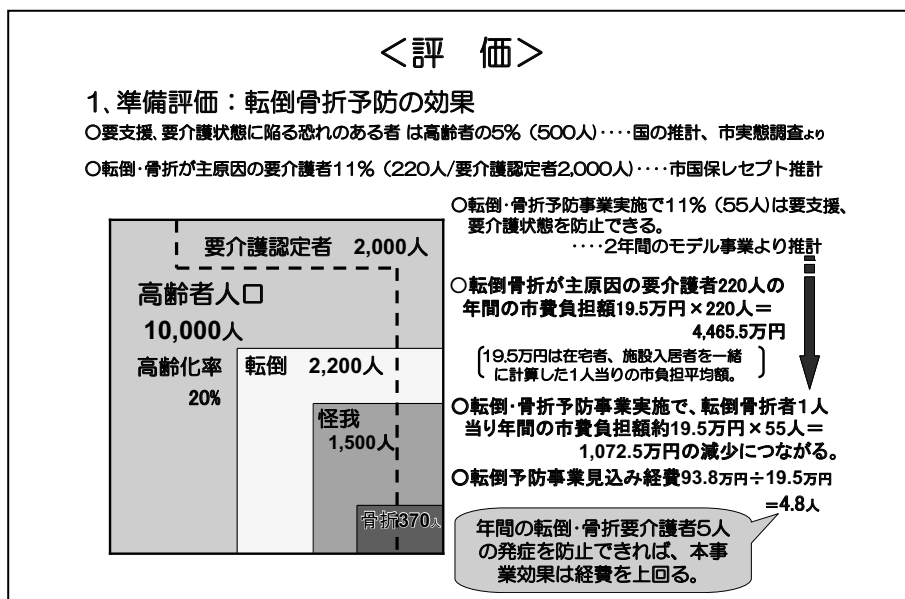 <評　価>
1、準備評価：転倒骨折予防の効果
○要支援、要介護状態に陥る恐れのある者 は高齢者の5%（500人）････国の推計、市実態調査より
○転倒･骨折が主原因の要介護者11%（220人/要介護認定者2,000人）････市国保レセプト推計
要介護認定者　2,000人
高齢者人口
10,000人
高齢化率
20%
転倒　2,200人
怪我
1,500人
骨折370人
○転倒･骨折予防事業実施で11%（55人)は要支援、
要介護状態を防止できる。
････2年間のモデル事業より推計
○転倒骨折が主原因の要介護者220人の
年間の市費負担額19.5万円×220人＝
4,465.5万円
19.5万円は在宅者、施設入居者を一緒
に計算した1人当りの市負担平均額。
○転倒･骨折予防事業実施で、転倒骨折者1人
当り年間の市費負担額約19.5万円×55人＝
1,072.5万円の減少につながる。
○転倒予防事業見込み経費93.8万円÷19.5万円
=4.8人
年間の転倒･骨折要介護者5人
の発症を防止できれば、本事
業効果は経費を上回る。